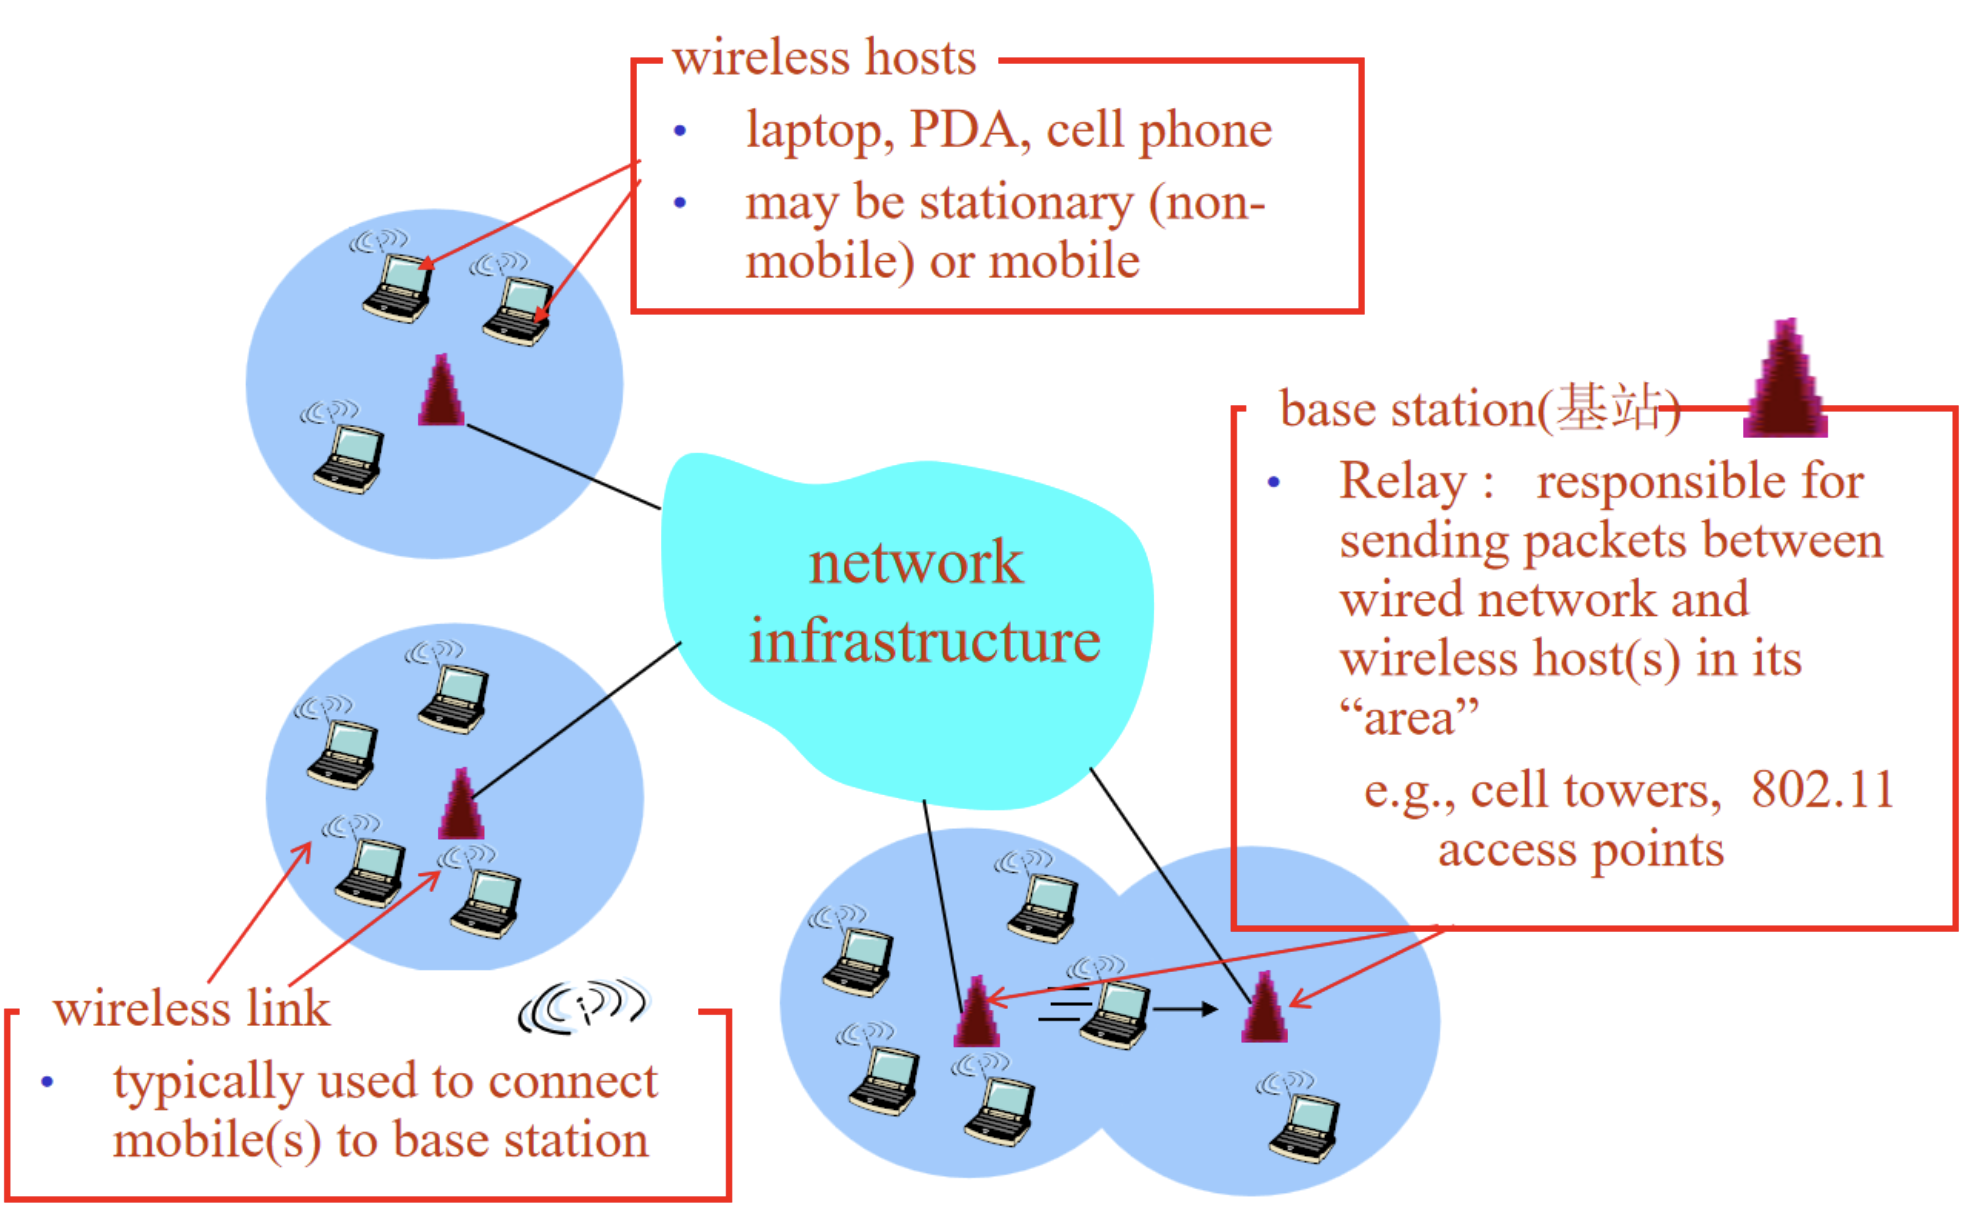 wireless hosts
• laptop, PDA, cell phone
• may be stationary (non-
mobile) or mobile
base station(基站)
• Relay : responsible for
sending packets between
wired network and
wireless host(s) in its
“area”
e.g., cell towers, 802.11
access points
network
infrastructure
wireless link
• typically used to connect
mobile(s) to base station